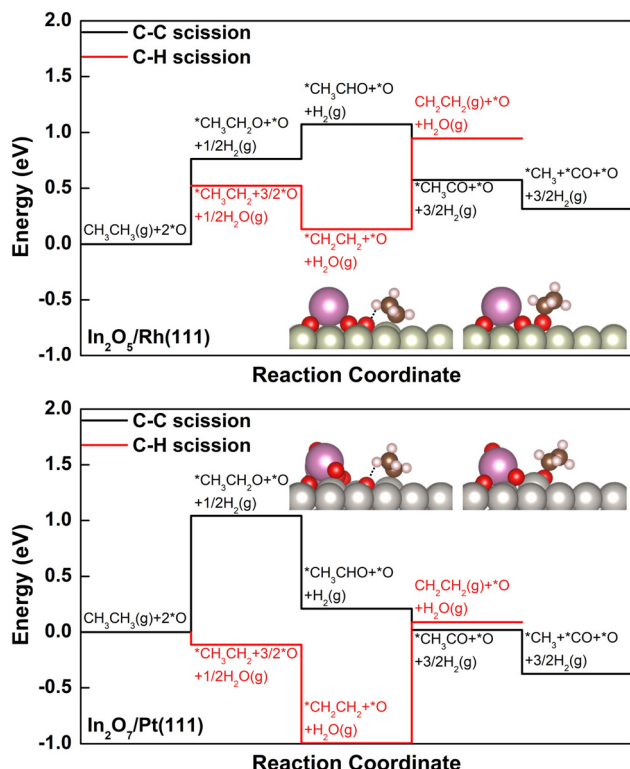 C-C scission
C-H scission
2.0
1.5
1.0
0.5
0.0
-0.5
-1.0
Energy (eV)
CH₃CH₃(g)+2*O
*CH₃CH₂O+*O
+1/2H₂(g)
*CH₃CHO+*O
+H₂(g)
CH₂CH₂(g)+*O
+H₂O(g)
*CH₃CH₂+3/2*O
+1/2H₂O(g)
*CH₂CH₂+*O
+H₂O(g)
*CH₃CO+*O
+3/2H₂(g)
*CH₃+*CO+*O
+3/2H₂(g)
In₂O₅/Rh(111)
Reaction Coordinate
C-C scission
C-H scission
2.0
1.5
1.0
0.5
0.0
-0.5
-1.0
Energy (eV)
CH₃CH₃(g)+2*O
*CH₃CH₂O+*O
+1/2H₂(g)
*CH₃CHO+*O
+H₂(g)
CH₂CH₂(g)+*O
+H₂O(g)
*CH₃CH₂+3/2*O
+1/2H₂O(g)
*CH₂CH₂+*O
+H₂O(g)
*CH₃CO+*O
+3/2H₂(g)
*CH₃+*CO+*O
+3/2H₂(g)
In₂O₇/Pt(111)
Reaction Coordinate